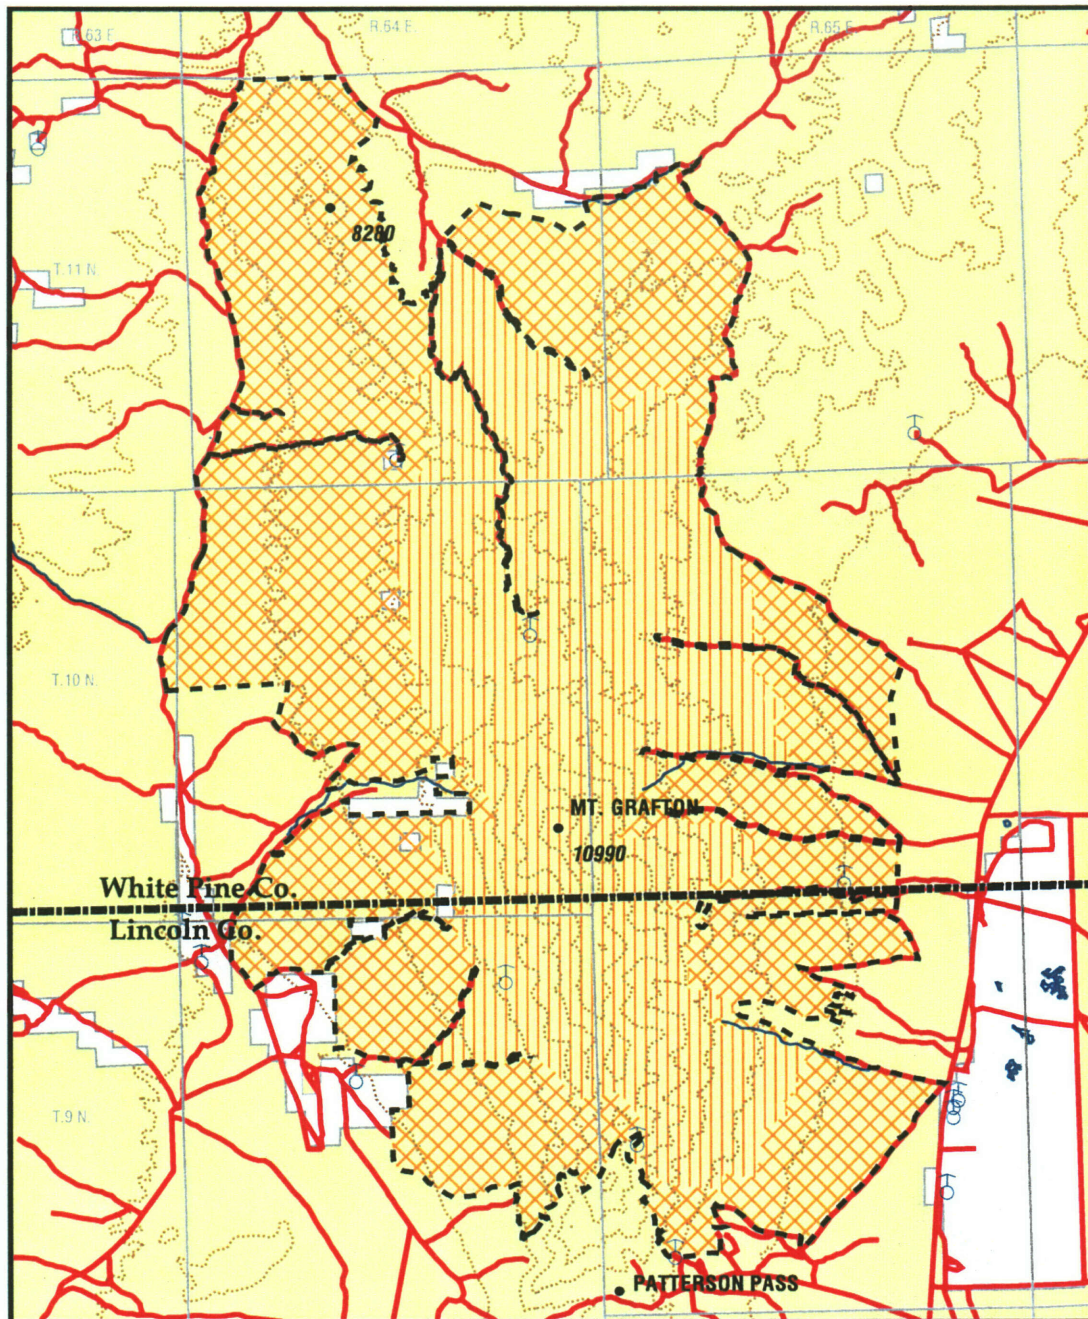 R.63 E.
R.64 E.
R.65 E.
8280
T.11 N.
T.10 N.
MT. GRAFTON
10990
White Pine Co.
Lincoln Co.
T.9 N.
PATTERSON PASS